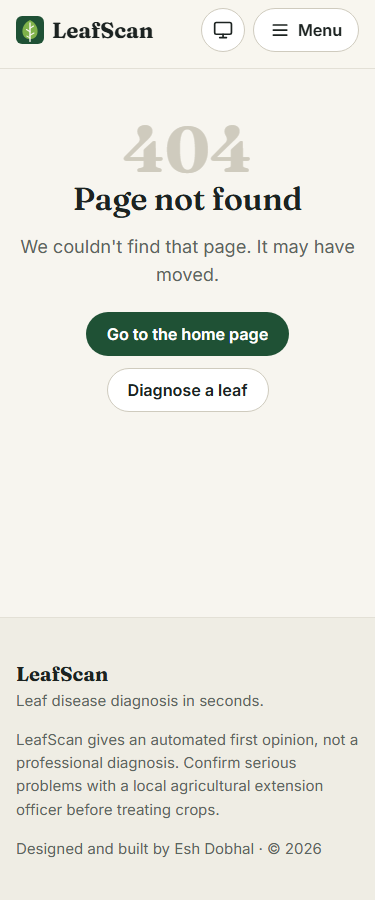 LeafScan
Menu
404
Page not found
We couldn't find that page. It may have
moved.
Go to the home page
Diagnose a leaf
LeafScan
Leaf disease diagnosis in seconds.
LeafScan gives an automated first opinion, not a
professional diagnosis. Confirm serious
problems with a local agricultural extension
officer before treating crops.
Designed and built by Esh Dobhal · © 2026